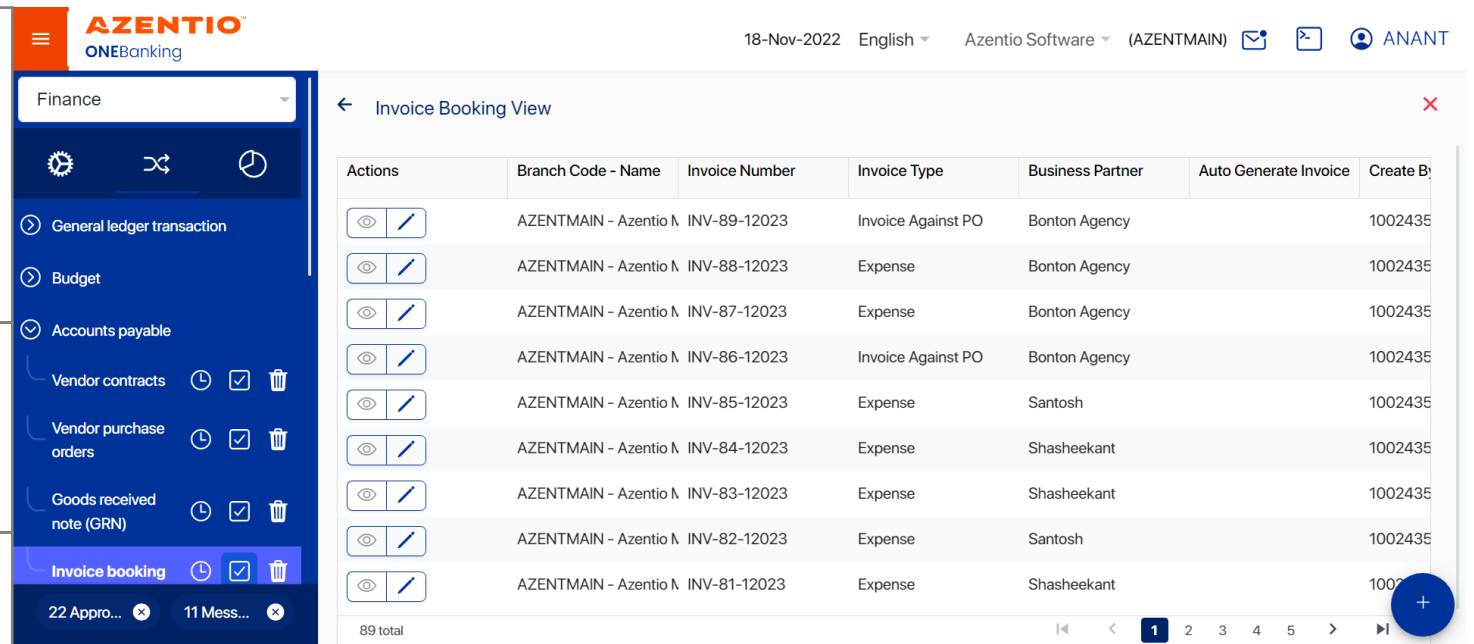 AZENTIO
ONEBanking
18-Nov-2022 English Azentio Software (AZENTMAIN) ANANT
Finance
General ledger transaction
Budget
Accounts payable
Vendor contracts
Vendor purchase
orders
Goods received
note (GRN)
Invoice booking
22 Appro...
11 Mess...
Invoice Booking View
Actions Branch Code - Name Invoice Number Invoice Type Business Partner Auto Generate Invoice Create By
AZENTMAIN - Azentio M INV-89-12023 Invoice Against PO Bonton Agency 1002435
AZENTMAIN - Azentio M INV-88-12023 Expense Bonton Agency 1002435
AZENTMAIN - Azentio M INV-87-12023 Expense Bonton Agency 1002435
AZENTMAIN - Azentio M INV-86-12023 Invoice Against PO Bonton Agency 1002435
AZENTMAIN - Azentio M INV-85-12023 Expense Santosh 1002435
AZENTMAIN - Azentio M INV-84-12023 Expense Shasheekant 1002435
AZENTMAIN - Azentio M INV-83-12023 Expense Shasheekant 1002435
AZENTMAIN - Azentio M INV-82-12023 Expense Santosh 1002435
AZENTMAIN - Azentio M INV-81-12023 Expense Shasheekant
89 total 1 2 3 4 5